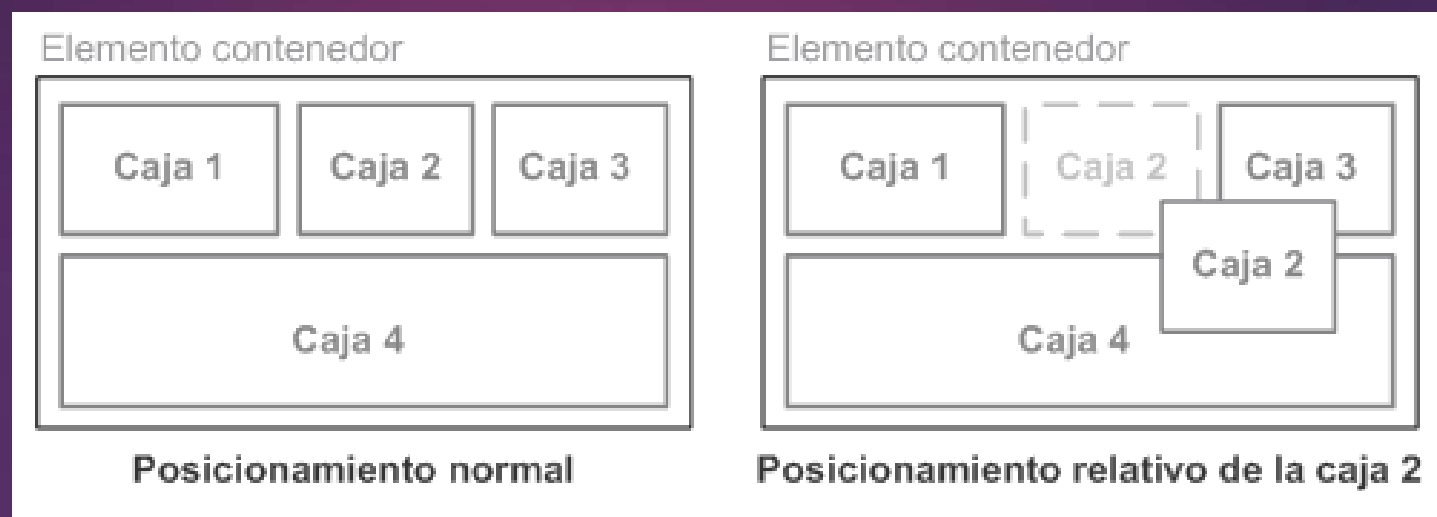 Elemento contenedor
Caja 1
Caja 2
Caja 3
Caja 4
Posicionamiento normal
Elemento contenedor
Caja 1
Caja 2
Caja 3
Caja 2
Caja 4
Posicionamiento relativo de la caja 2